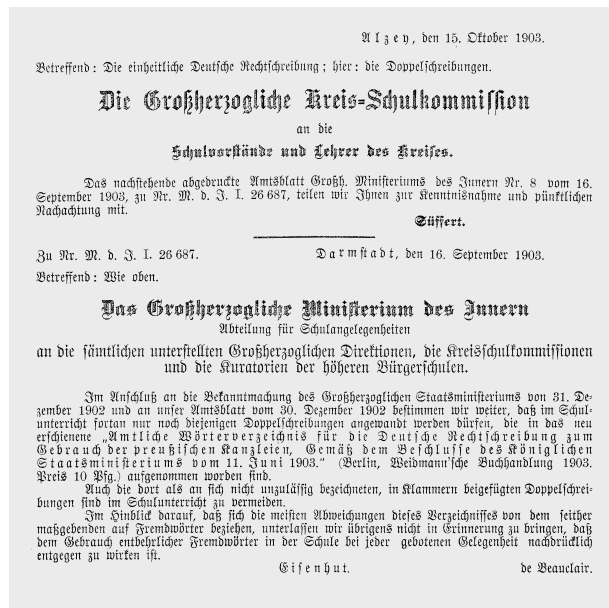 Alzey, den 15. Oktober 1903.
Betreffend: Die einheitliche Deutsche Rechtschreibung; hier: die Doppelschreibungen.
Die Großherzogliche Kreis=Schulkommission
an die
Schulvorstände und Lehrer des Kreises.
Das nachstehende abgedruckte Amtsblatt Großh. Ministeriums des Innern Nr. 8 vom 16.
September 1903, zu Nr. M. d. J. I. 26 687, teilen wir Ihnen zur Kenntnisnahme und pünktlichen
Nachachtung mit.
Süffert.
Zu Nr. M. d. J. I. 26 687.
Darmstadt, den 16. September 1903.
Betreffend: Wie oben.
Das Großherzogliche Ministerium des Innern
Abteilung für Schulangelegenheiten
an die sämtlichen unterstellten Großherzoglichen Direktionen, die Kreisschulkommissionen
und die Kuratorien der höheren Bürgerschulen.
Im Anschluß an die Bekanntmachung des Großherzoglichen Staatsministeriums von 31. De-
zember 1902 und an unser Amtsblatt vom 30. Dezember 1902 bestimmen wir weiter, daß im Schul-
unterricht fortan nur noch diejenigen Doppelschreibungen angewandt werden dürfen, die in das neu
erschienene „Amtliche Wörterverzeichnis für die Deutsche Rechtschreibung zum
Gebrauch der preußischen Kanzleien, Gemäß dem Beschlusse des Königlichen
Staatsministeriums vom 11. Juni 1903.“ (Berlin, Weidmann'sche Buchhandlung 1903.
Preis 10 Pfg.) aufgenommen worden sind.
Auch die dort als an sich nicht unzulässig bezeichneten, in Klammern beigefügten Doppelschrei-
bungen sind im Schulunterricht zu vermeiden.
Im Hinblick darauf, daß sich die meisten Abweichungen dieses Verzeichnisses von dem seither
maßgebenden auf Fremdwörter beziehen, unterlassen wir übrigens nicht in Erinnerung zu bringen, daß
dem Gebrauch entbehrlicher Fremdwörter in der Schule bei jeder gebotenen Gelegenheit nachdrücklich
entgegen zu wirken ist.
Eisenhut.
de Beauclair.